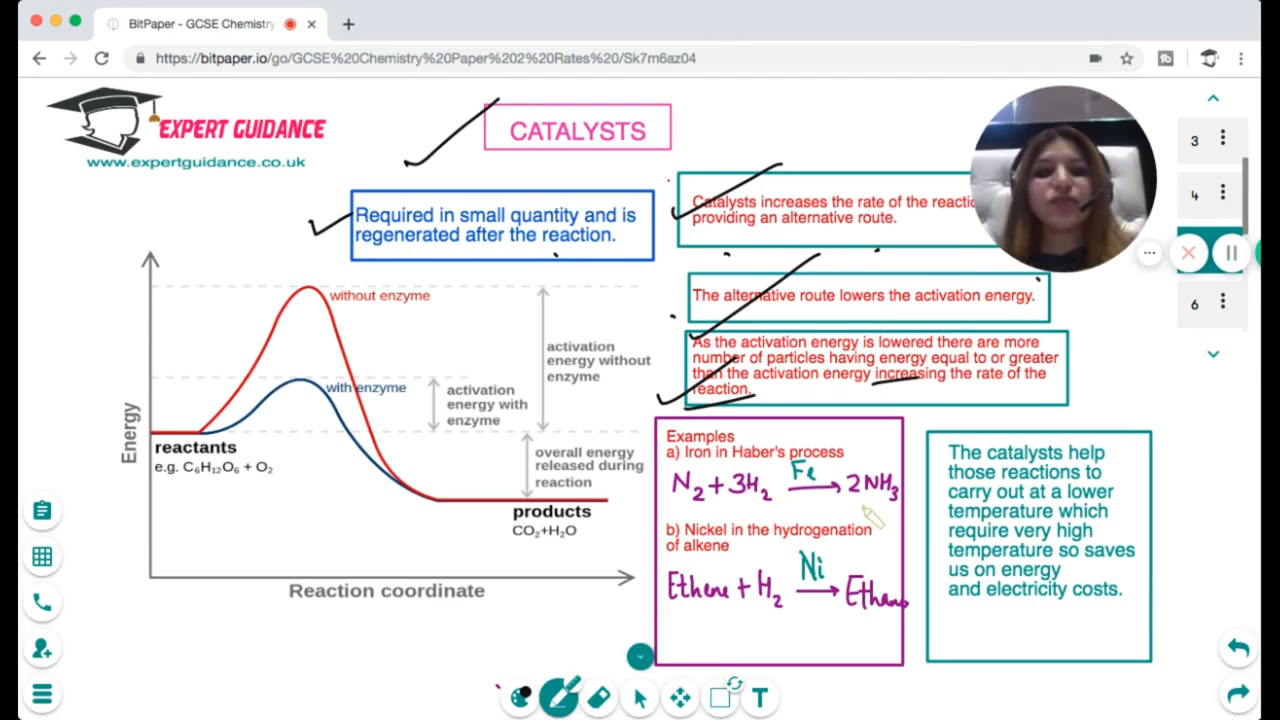 BitPaper - GCSE Chemistry
https://bitpaper.io/go/GCSE%20Chemistry%20Paper%202%20Rates%20/Sk7m6az04
EXPERT GUIDANCE
www.expertguidance.co.uk
CATALYSTS
Required in small quantity and is
regenerated after the reaction.
Catalysts increases the rate of the
providing an alternative route.
The alternative route lowers the activation energy.
As the activation energy is lowered there are more
number of particles having energy equal to or greater
than the activation energy increasing the rate of the
reaction.
without enzyme
with enzyme
activation
energy without
enzyme
activation
energy with
enzyme
overall energy
released during
reaction
Energy
reactants
e.g. C₆H₁₂O₆ + O₂
products
CO₂+H₂O
Reaction coordinate
Examples
a) Iron in Haber's process
Fe
N₂ + 3H₂ → 2NH₃
b) Nickel in the hydrogenation
of alkene
Ni
Ethene + H₂ →
The catalysts help
those reactions to
carry out at a lower
temperature which
require very high
temperature so saves
us on energy
and electricity costs.
3
4
6
T